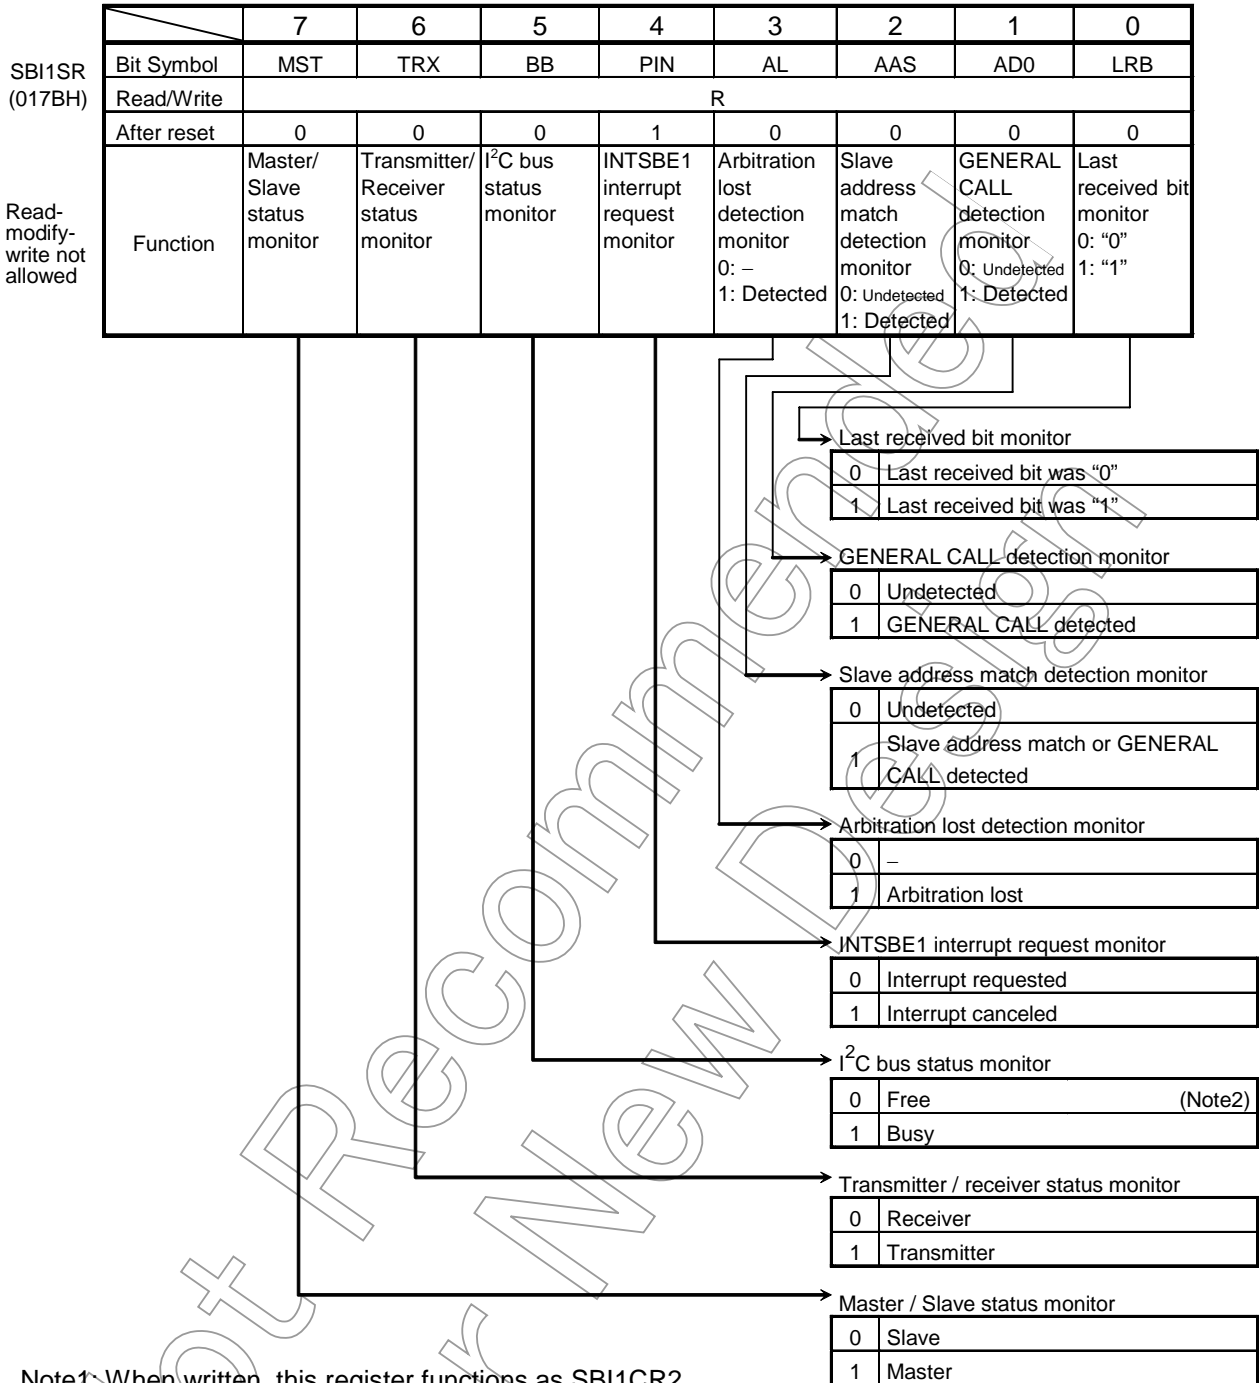 7 6 5 4 3 2 1 0
SBI1SR
(017BH)
Bit Symbol MST TRX BB PIN AL AAS AD0 LRB
Read/Write R
After reset 0 0 0 1 0 0 0 0
Read-
modify-
write not
allowed
Function
Master/
Slave
status
monitor
Transmitter/
Receiver
status
monitor
I²C bus
status
monitor
INTSBE1
interrupt
request
monitor
Arbitration
lost
detection
monitor
0: –
1: Detected
Slave
address
match
detection
monitor
0: Undetected
1: Detected
GENERAL
CALL
detection
monitor
0: Undetected
1: Detected
Last
received bit
monitor
0: “0”
1: “1”
Last received bit monitor
0 Last received bit was “0”
1 Last received bit was “1”
GENERAL CALL detection monitor
0 Undetected
1 GENERAL CALL detected
Slave address match detection monitor
0 Undetected
1 Slave address match or GENERAL
CALL detected
Arbitration lost detection monitor
0 –
1 Arbitration lost
INTSBE1 interrupt request monitor
0 Interrupt requested
1 Interrupt canceled
I²C bus status monitor
0 Free (Note2)
1 Busy
Transmitter / receiver status monitor
0 Receiver
1 Transmitter
Master / Slave status monitor
0 Slave
1 Master
Note1: When written, this register functions as SBI1CR2
Not Recommended
for New Design